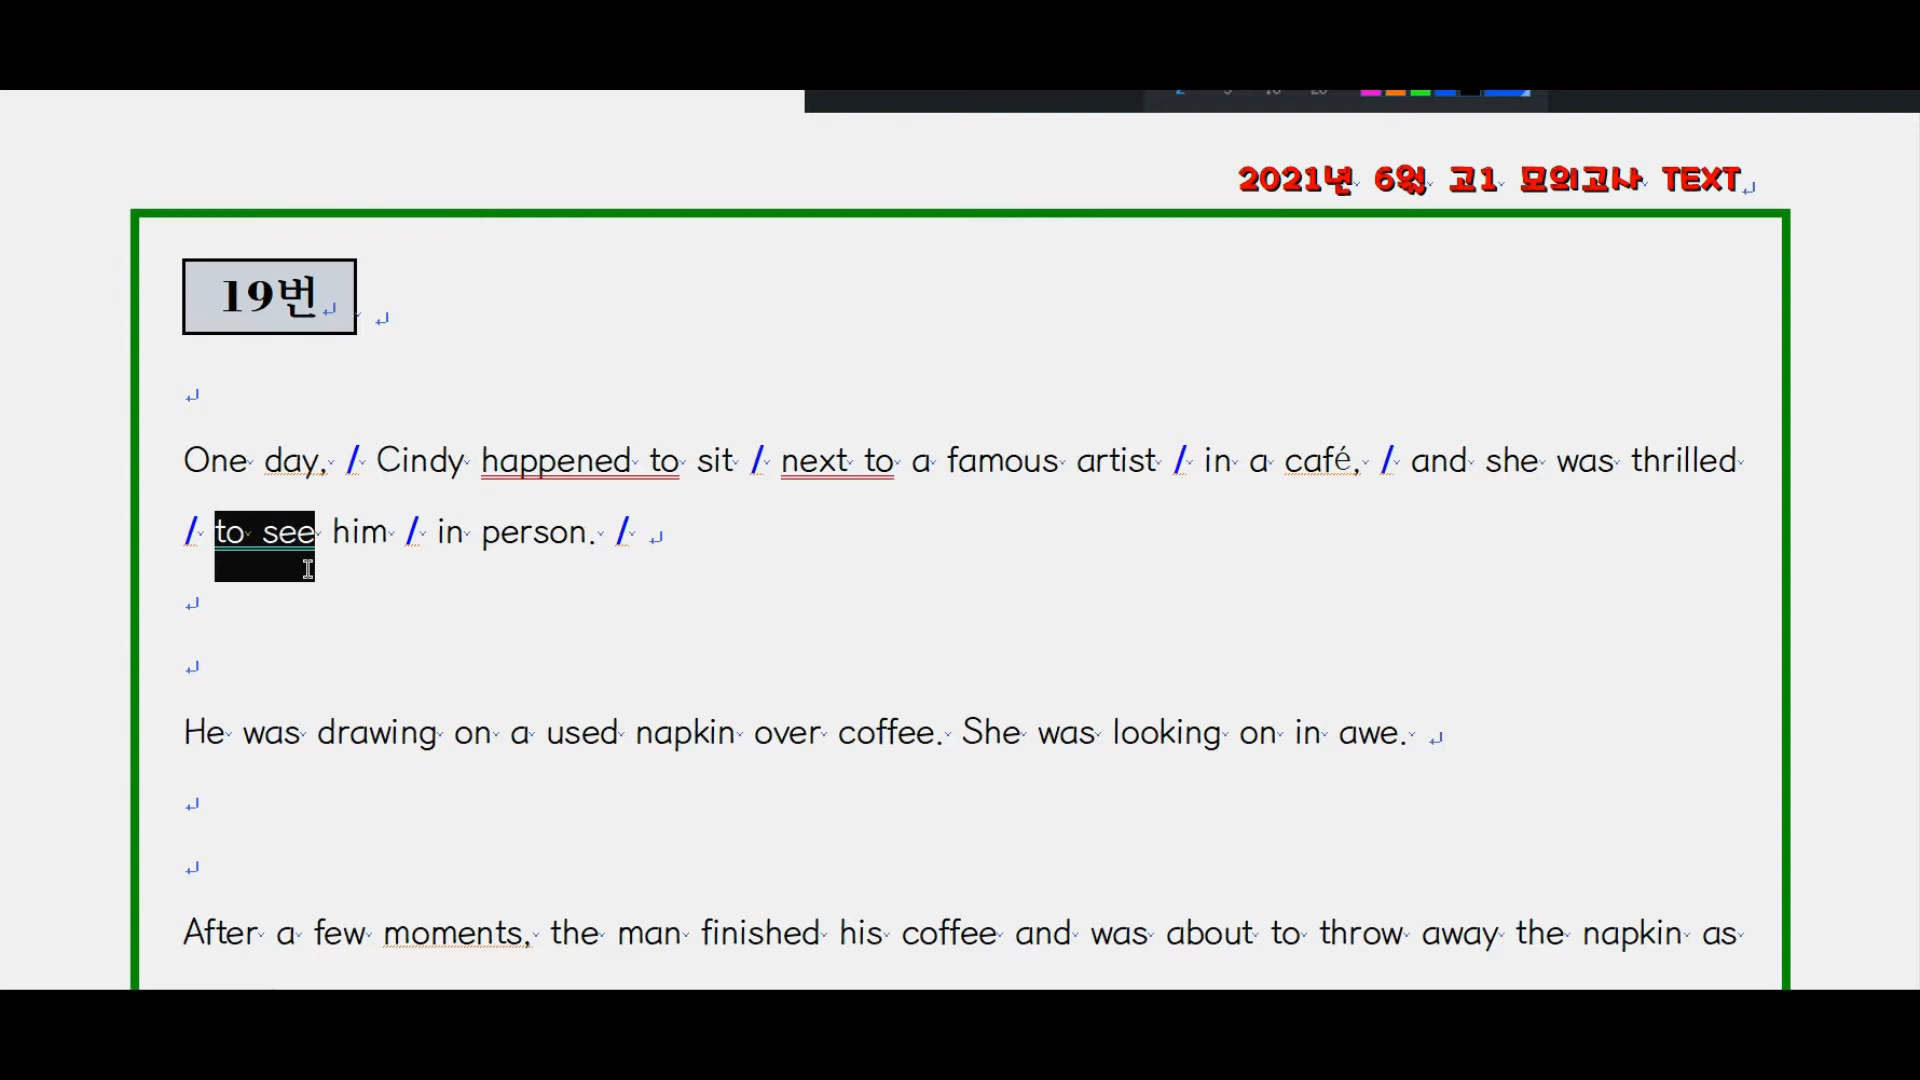 2021년 6월 고1 모의고사 TEXT
19번
One day, / Cindy happened to sit / next to a famous artist / in a café, / and she was thrilled
/ to see him / in person. /
He was drawing on a used napkin over coffee. She was looking on in awe.
After a few moments, the man finished his coffee and was about to throw away the napkin as